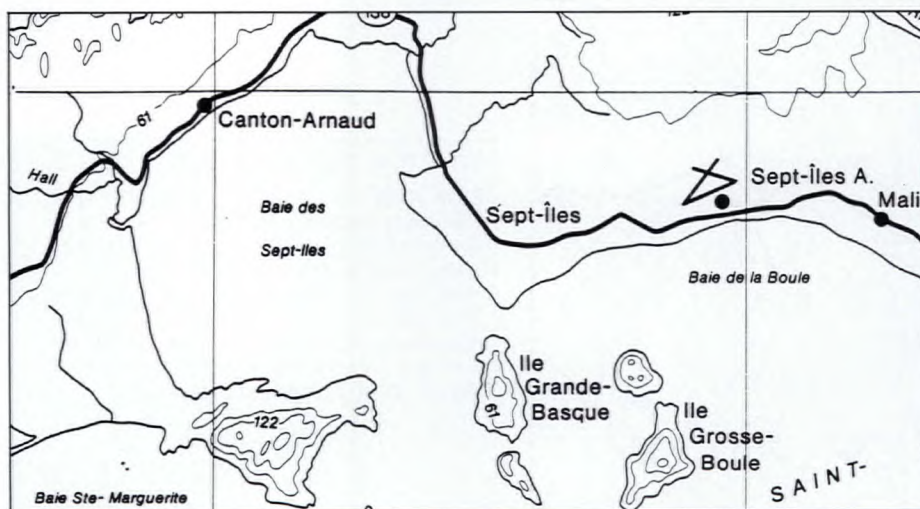 61
Canton-Arnaud
Hall
Baie des
Sept-Iles
Sept-Îles
Sept-Îles A.
Mali
Baie de la Boule
Ile
Grande-
Basque
61
122
Ile
Grosse-
Boule
Baie Ste-Marguerite
SAINT-